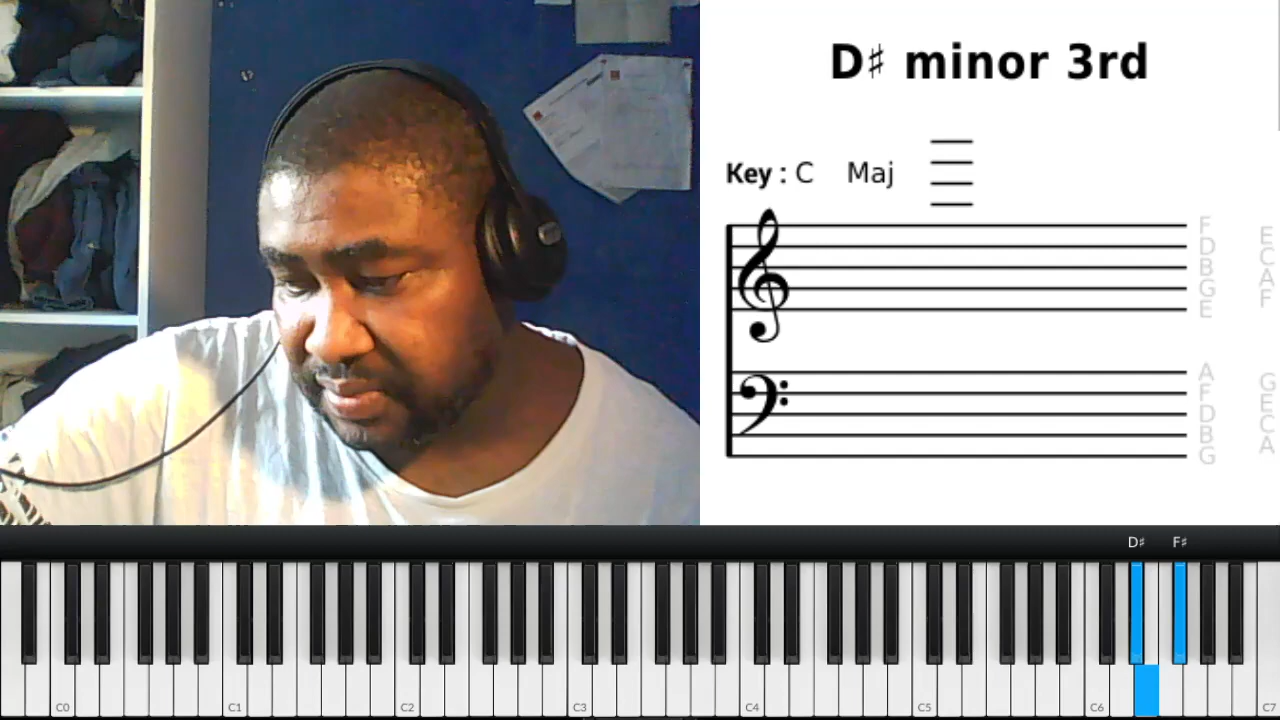 D♯ minor 3rd
Key : C Maj
F
E
D
C
B
A
G
F
E
A
G
F
E
D
C
B
A
G
D♯ F♯
C0 C1 C2 C3 C4 C5 C6 C7